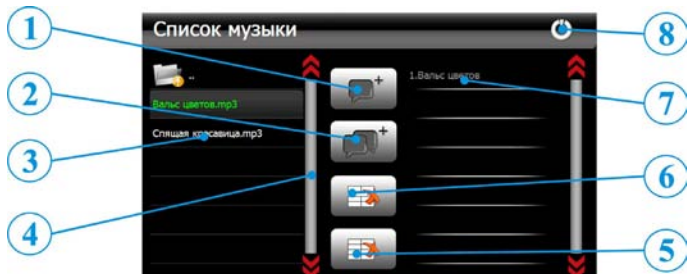 Список музыки
1
8
..
1.Вальс цветов
2
7
Вальс цветов.mp3
Спящая красавица.mp3
3
6
4
5